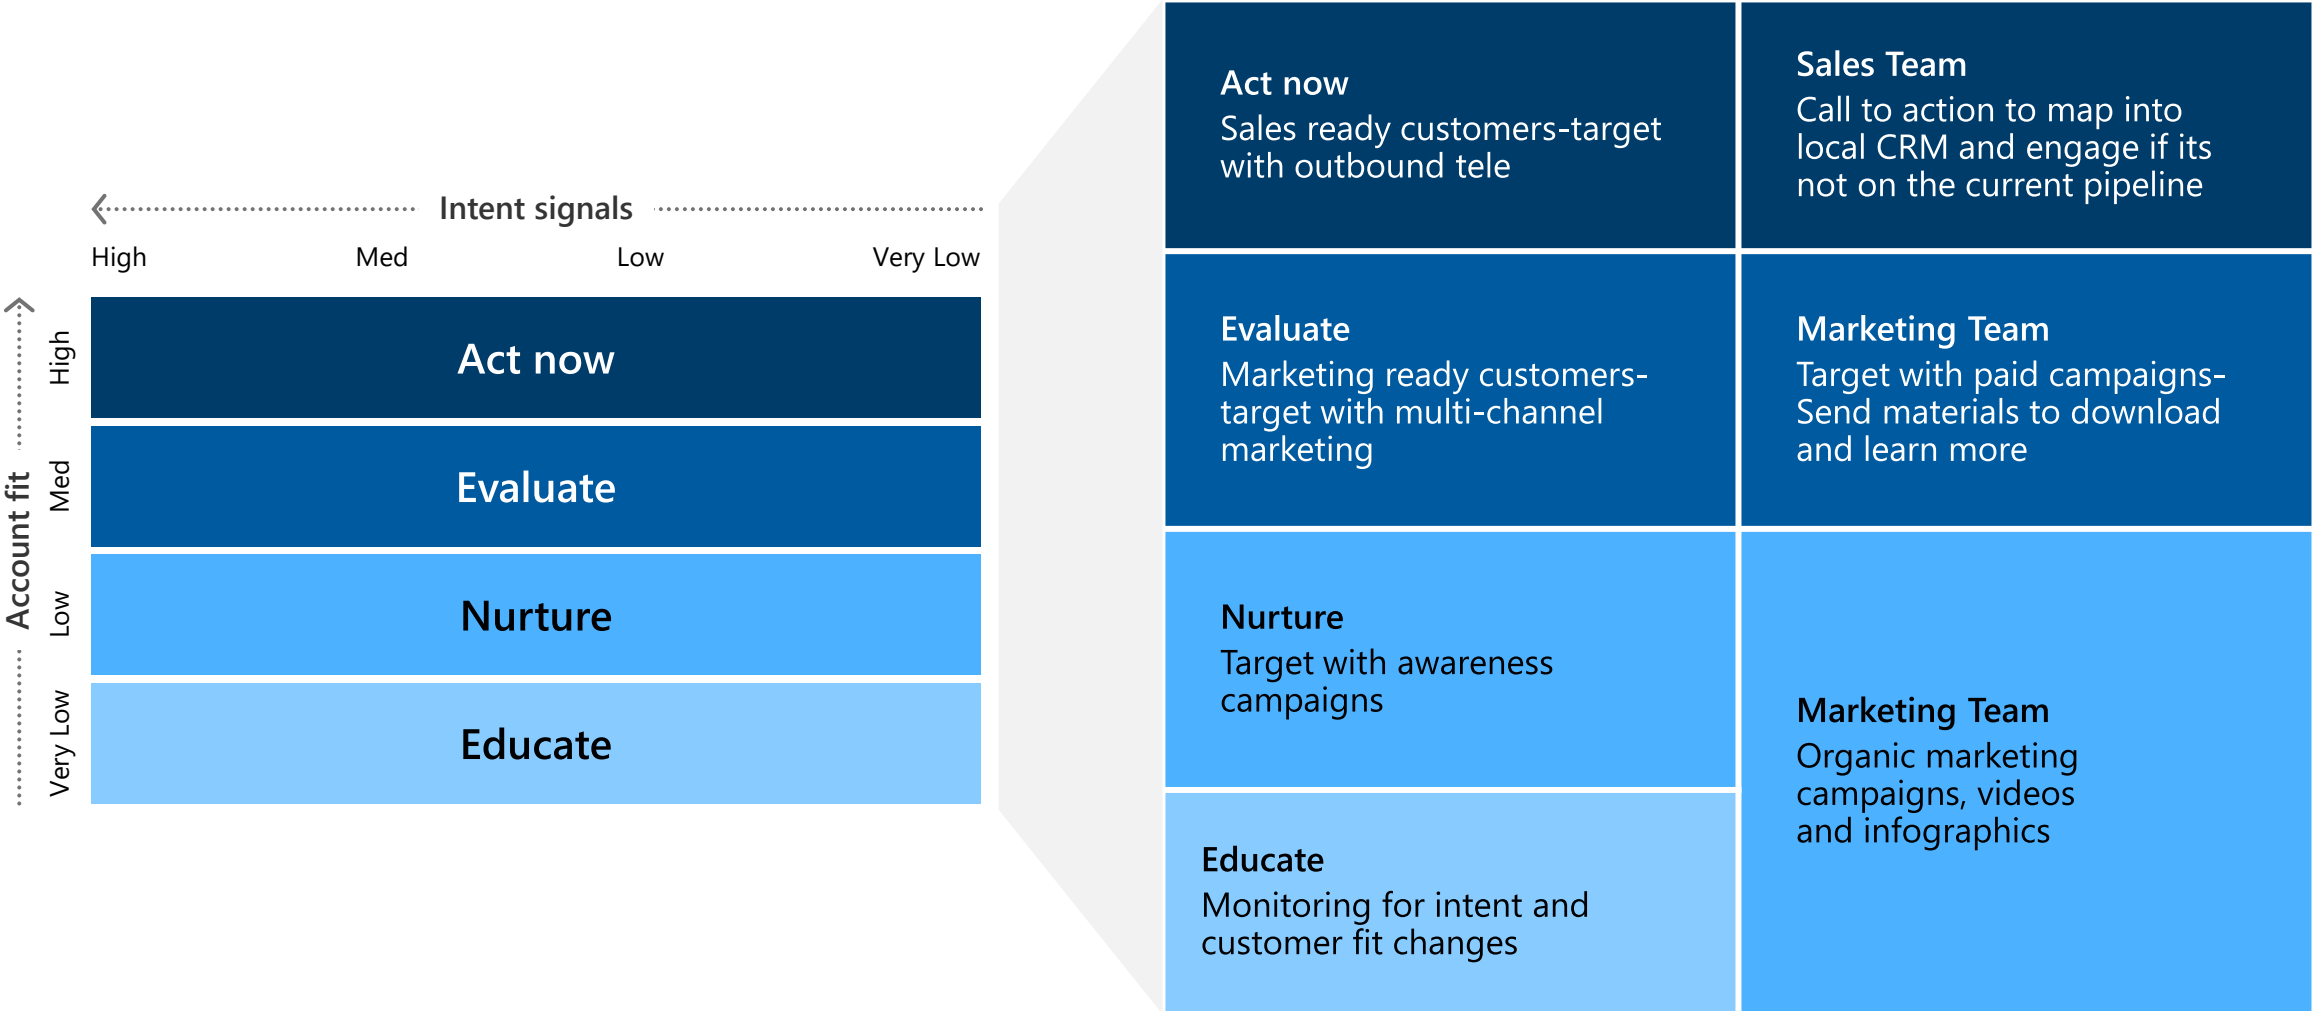 Intent signals
High
Med
Low
Very Low
Account fit
High
Med
Low
Very Low
Act now
Evaluate
Nurture
Educate
Act now
Sales ready customers-target
with outbound tele
Sales Team
Call to action to map into
local CRM and engage if its
not on the current pipeline
Evaluate
Marketing ready customers-
target with multi-channel
marketing
Marketing Team
Target with paid campaigns-
Send materials to download
and learn more
Nurture
Target with awareness
campaigns
Educate
Monitoring for intent and
customer fit changes
Marketing Team
Organic marketing
campaigns, videos
and infographics